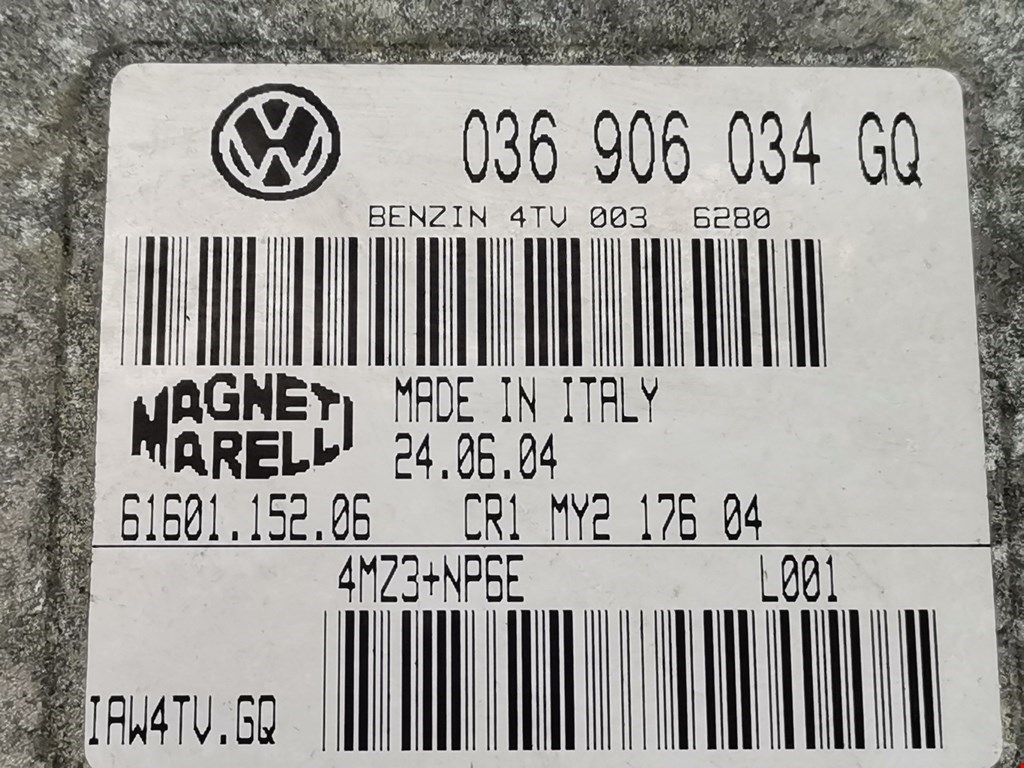 036 906 034 GQ
BENZIN 4TV 003 6280
MAGNETI MARELLI
MADE IN ITALY
24.06.04
61601.152.06 CR1 MY2 176 04
4MZ3+NP6E L001
IAW4TV.GQ